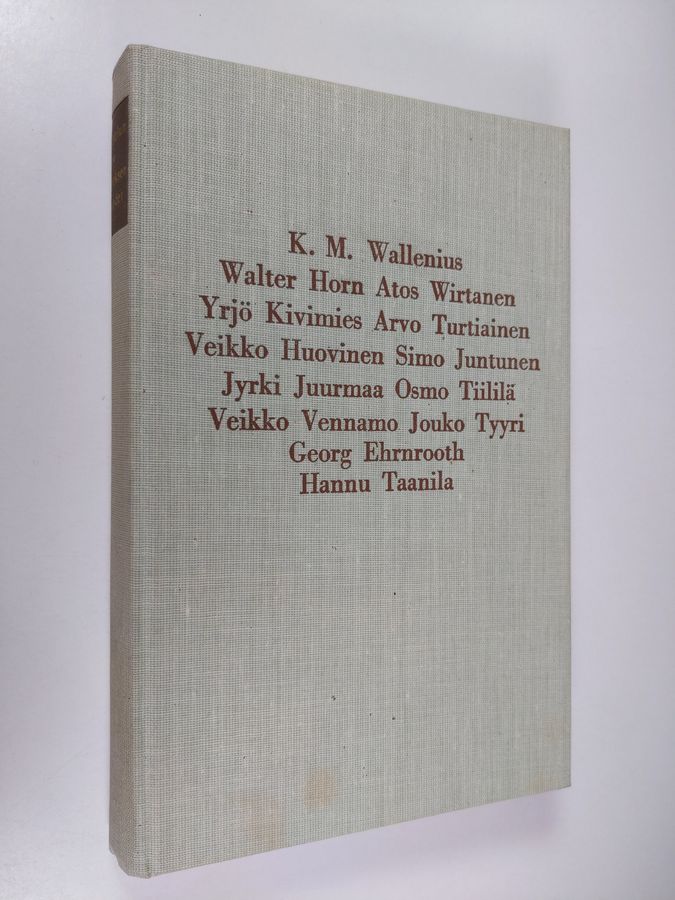 K. M. Wallenius
Walter Horn Atos Wirtanen
Yrjö Kivimies Arvo Turtiainen
Veikko Huovinen Simo Juntunen
Jyrki Juurmaa Osmo Tiililä
Veikko Vennamo Jouko Tyyri
Georg Ehrnrooth
Hannu Taanila